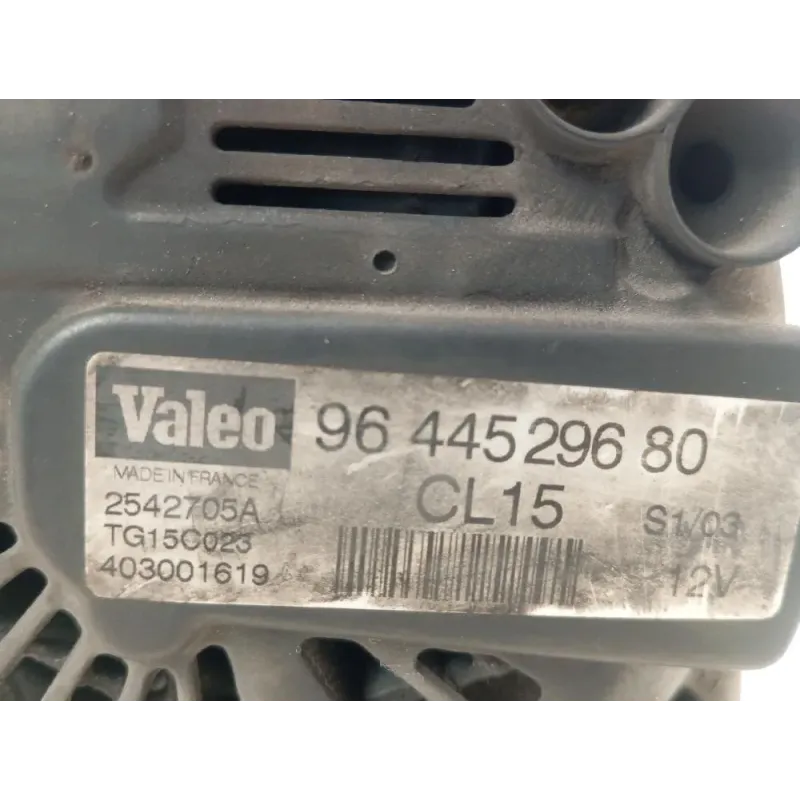 Valeo 96 445 296 80
MADE IN FRANCE
CL15
2542705A
S1/03
TG15C023
403001619
12V